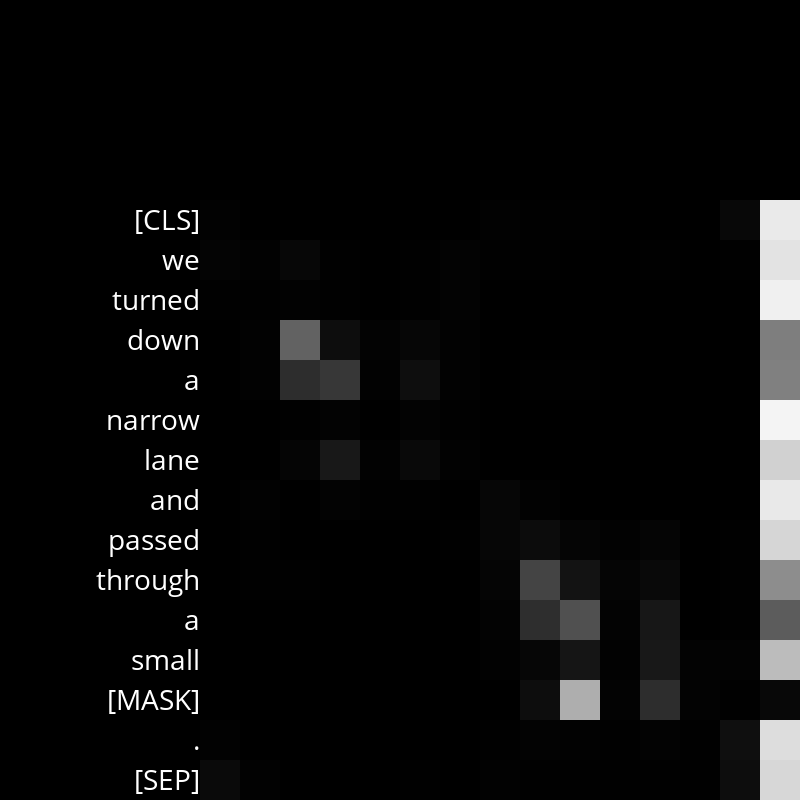 [CLS]
we
turned
down
a
narrow
lane
and
passed
through
a
small
[MASK]
.
[SEP]